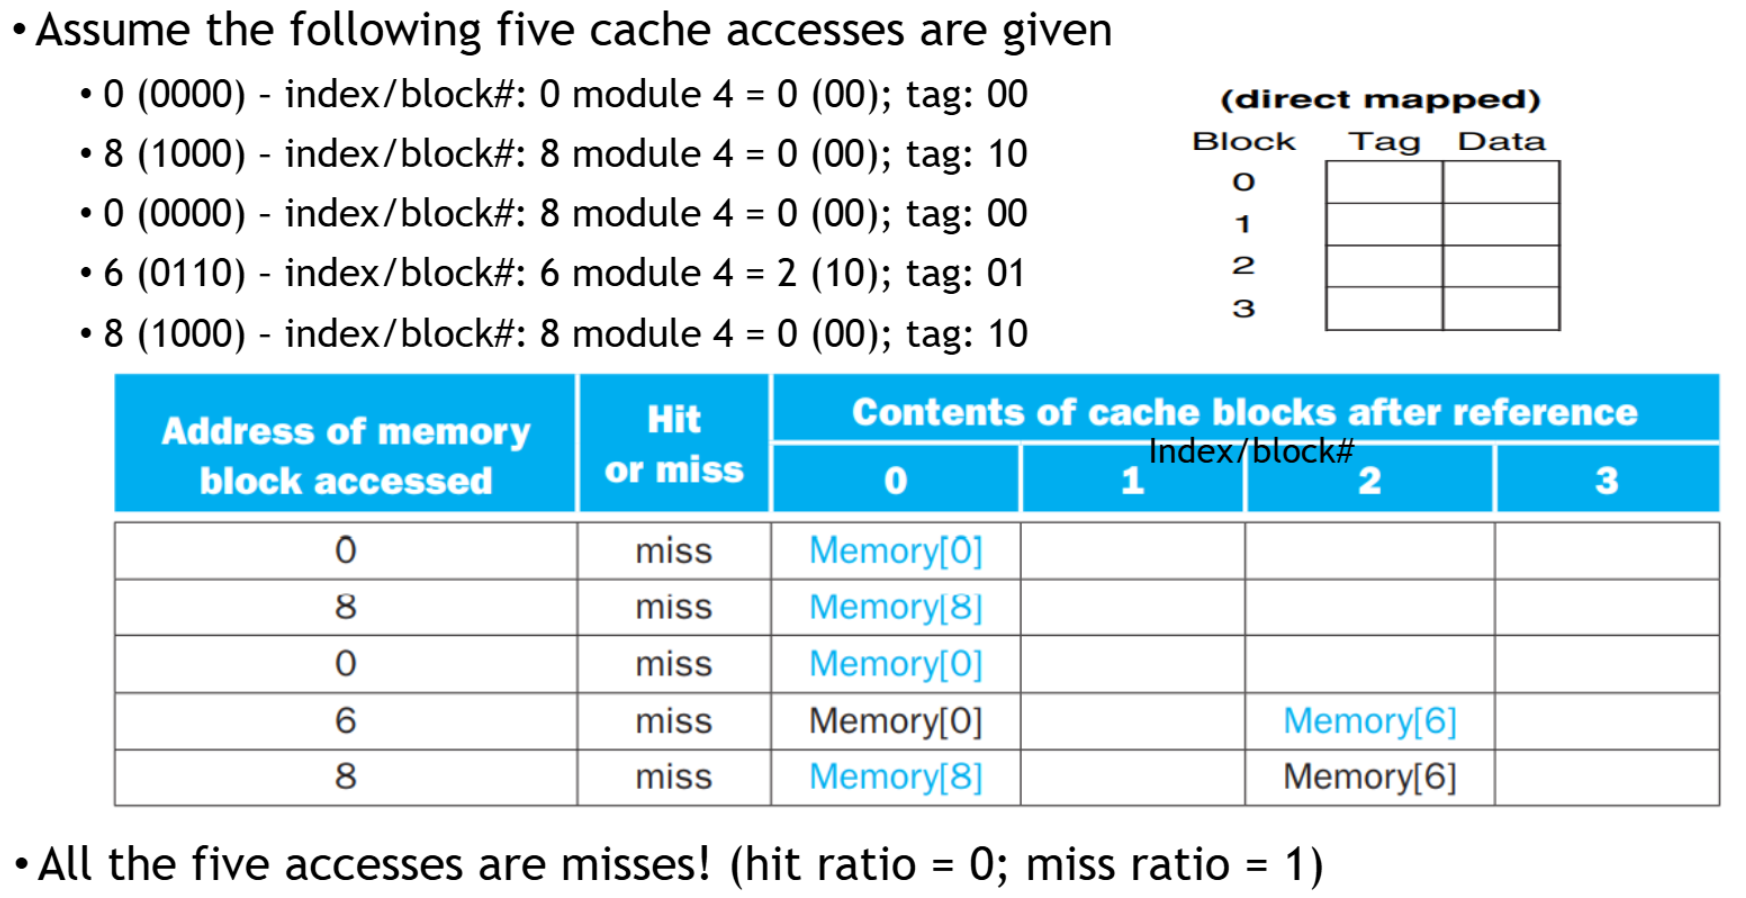 • Assume the following five cache accesses are given
• 0 (0000) – index/block#: 0 module 4 = 0 (00); tag: 00
• 8 (1000) – index/block#: 8 module 4 = 0 (00); tag: 10
• 0 (0000) – index/block#: 8 module 4 = 0 (00); tag: 00
• 6 (0110) – index/block#: 6 module 4 = 2 (10); tag: 01
• 8 (1000) – index/block#: 8 module 4 = 0 (00); tag: 10
(direct mapped)
Block Tag Data
0
1
2
3
Address of memory block accessed Hit or miss Contents of cache blocks after reference
Index/block#
0 1 2 3
0 miss Memory[0]
8 miss Memory[8]
0 miss Memory[0]
6 miss Memory[0] Memory[6]
8 miss Memory[8] Memory[6]
• All the five accesses are misses! (hit ratio = 0; miss ratio = 1)